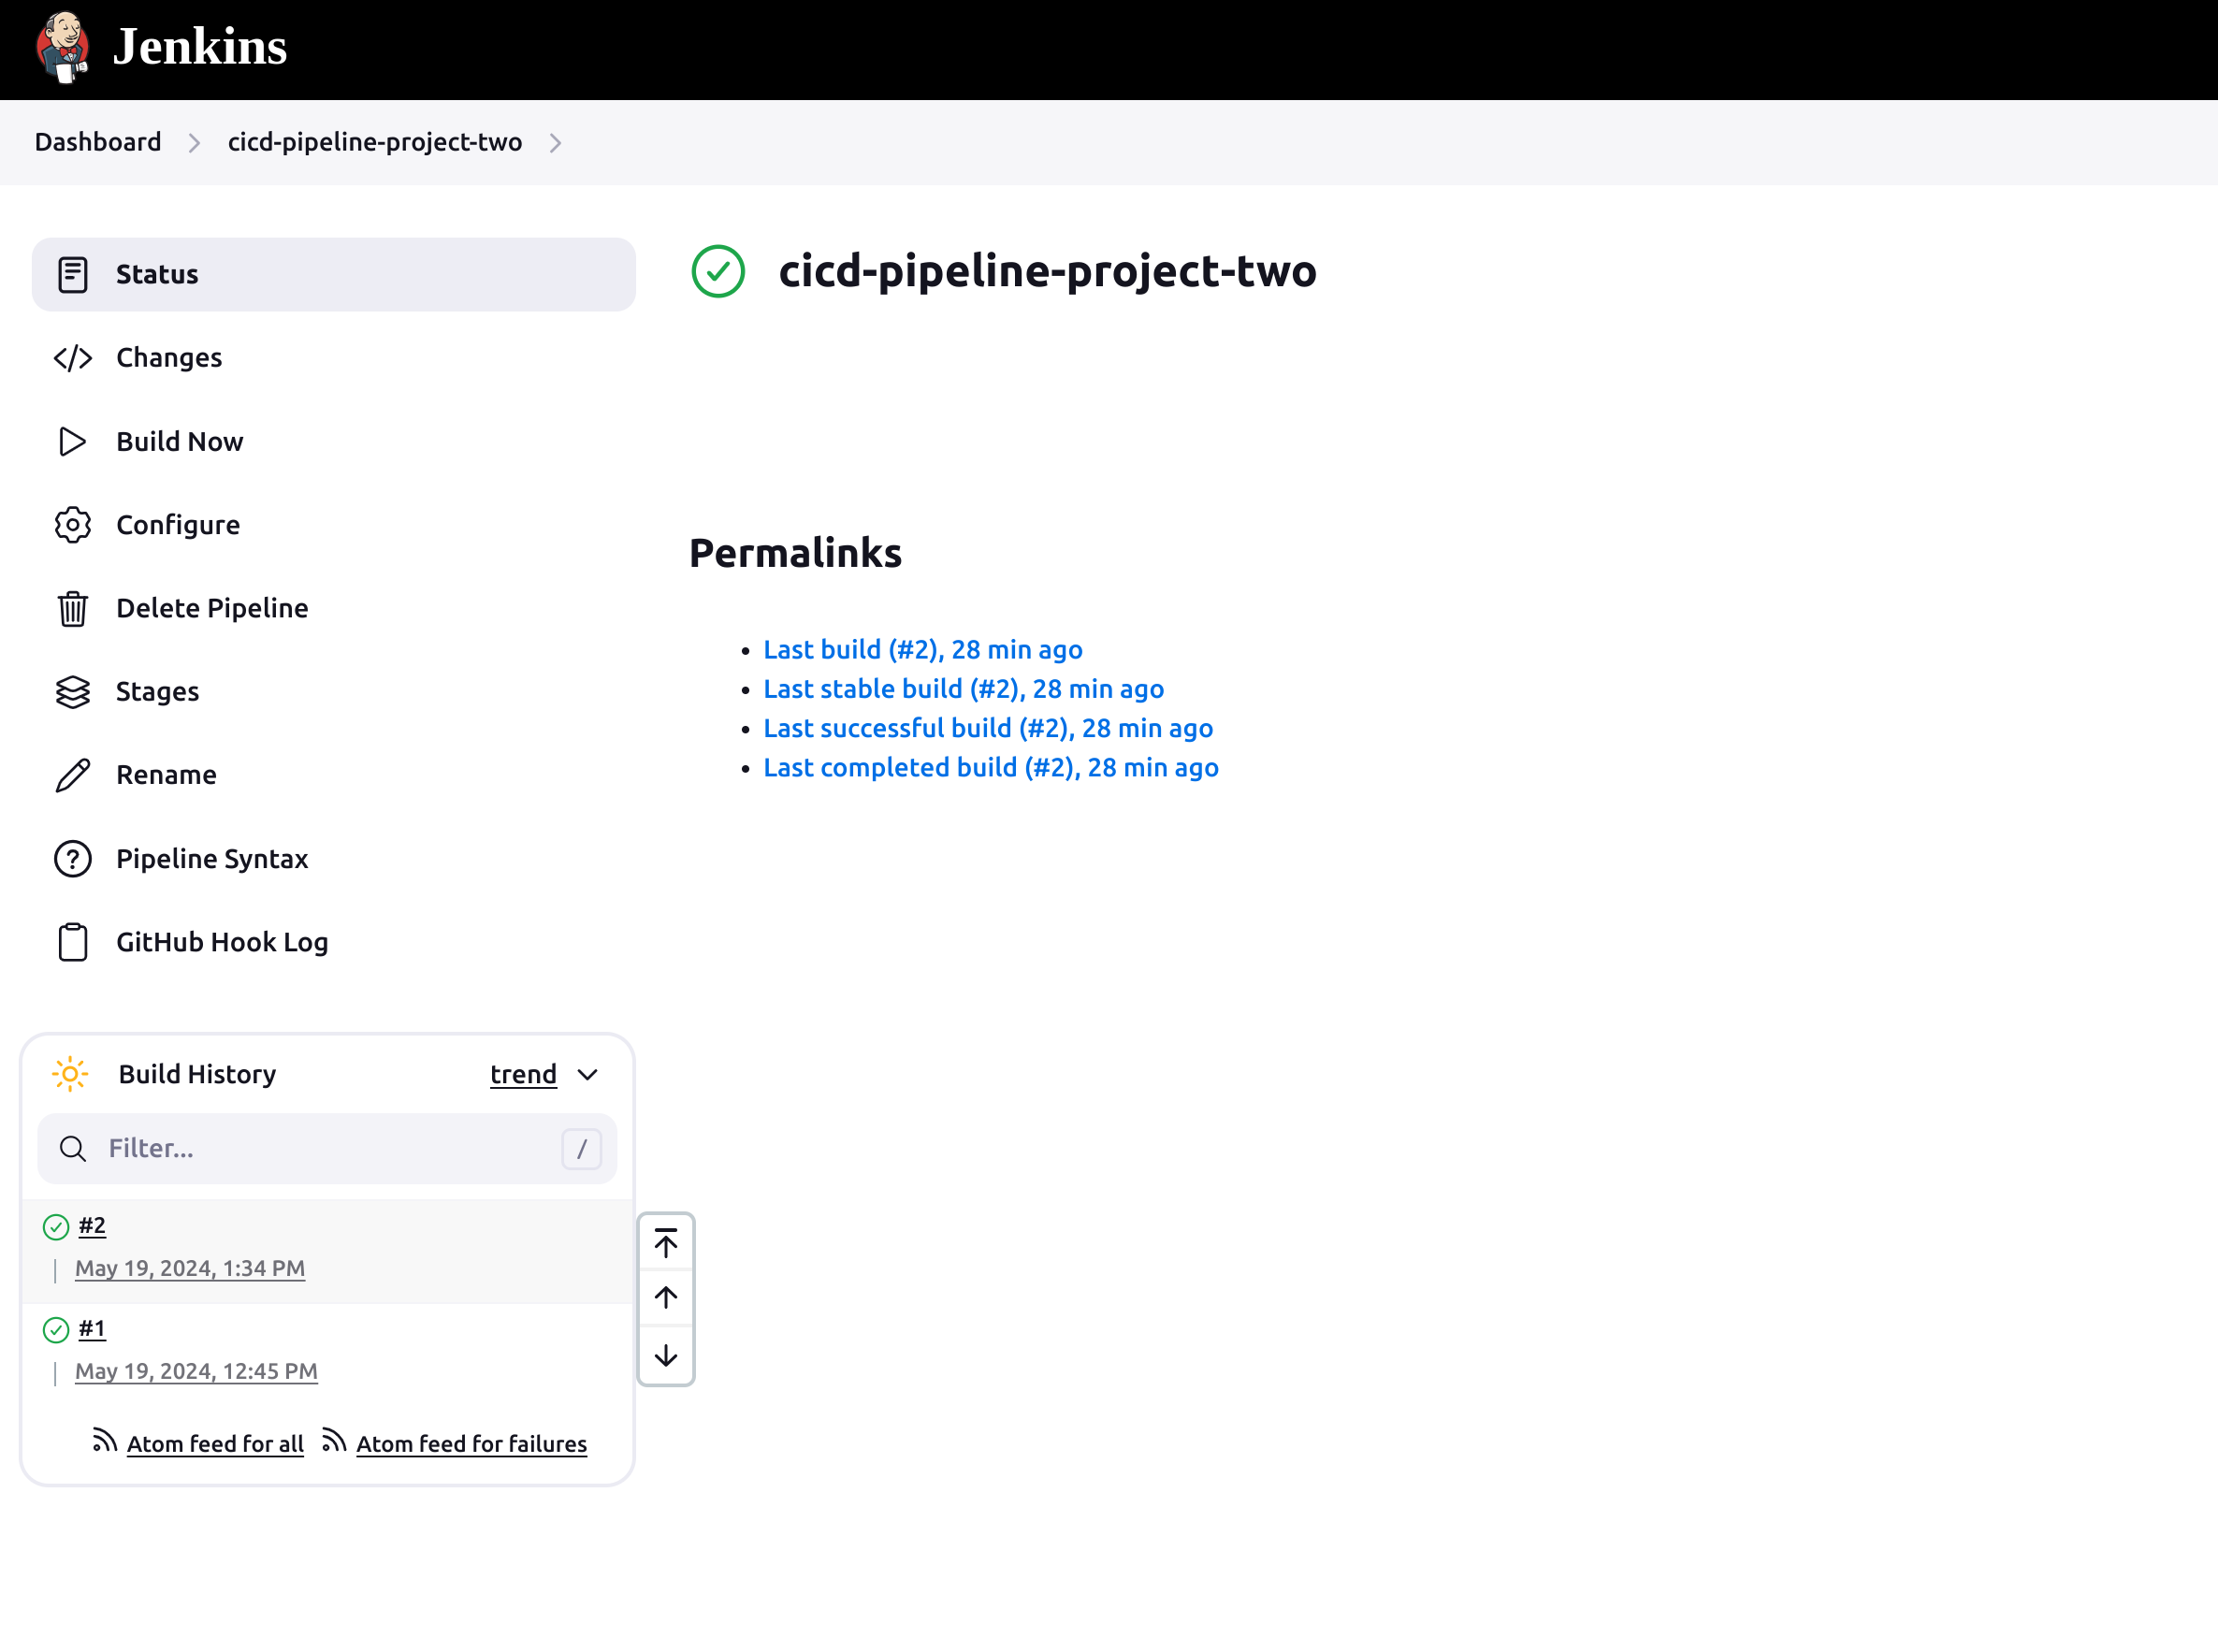 Jenkins
Dashboard
cicd-pipeline-project-two
Status
Changes
Build Now
Configure
Delete Pipeline
Stages
Rename
Pipeline Syntax
GitHub Hook Log
Build History
trend
Filter...
/
#2
May 19, 2024, 1:34 PM
#1
May 19, 2024, 12:45 PM
Atom feed for all
Atom feed for failures
cicd-pipeline-project-two
Permalinks
Last build (#2), 28 min ago
Last stable build (#2), 28 min ago
Last successful build (#2), 28 min ago
Last completed build (#2), 28 min ago